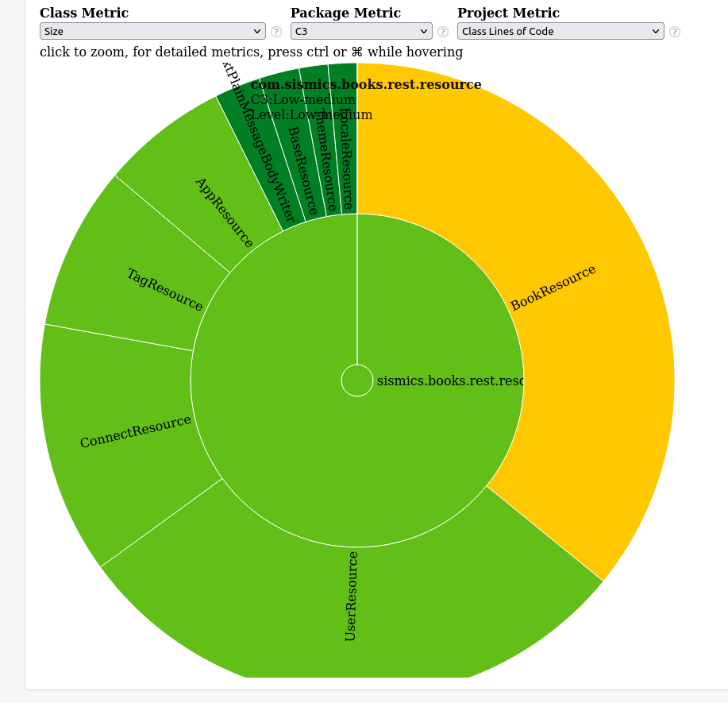 Class Metric
Package Metric
Project Metric
Size
?
C3
?
Class Lines of Code
?
click to zoom, for detailed metrics, press ctrl or ⌘ while hovering
com.sismics.books.rest.resource
C3:Low-medium
Level:Low-medium
xtPlainMessageBodyWriter
BaseResource
ThemeResource
LocaleResource
AppResource
TagResource
BookResource
sismics.books.rest.resc
ConnectResource
UserResource